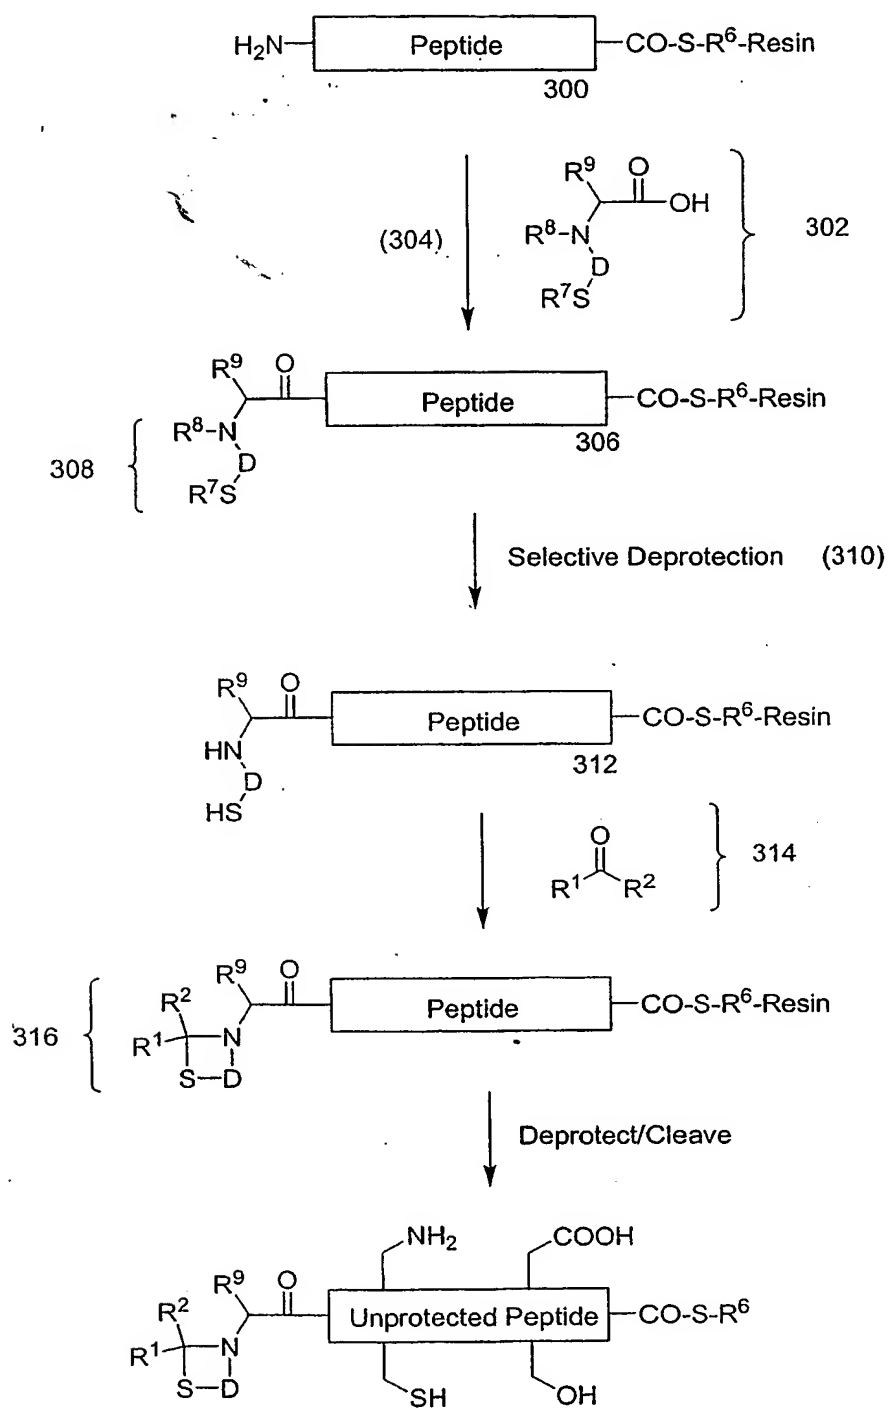 H₂N Peptide CO-S-R⁶-Resin
300
R⁹ O
OH
302
(304)
R⁸-N
D
R⁷S
R⁹ O
Peptide CO-S-R⁶-Resin
306
R⁸-N
308
D
R⁷S
Selective Deprotection (310)
R⁹ O
Peptide CO-S-R⁶-Resin
312
HN
D
HS
O
314
R¹ R²
R⁹ O
R² Peptide CO-S-R⁶-Resin
316
R¹ N
S D
Deprotect/Cleave
NH₂ COOH
R⁹ O
R² Unprotected Peptide CO-S-R⁶
R¹ N
S D
SH OH